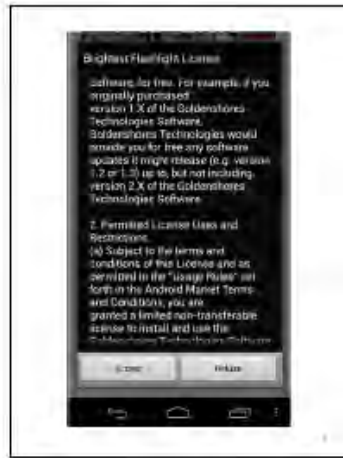 Brightest Flashlight License
Software, for free. For example, if you
originally purchased
version 1.X of the Goldenshores
Technologies Software,
Goldenshores Technologies would
provide you for free any software
updates it might release (e.g. version
1.2 or 1.3) up to, but not including,
version 2.X of the Goldenshores
Technologies Software.
2. Permitted License Uses and
Restrictions.
(a) Subject to the terms and
conditions of this License and as
permitted in the "Usage Rules" set
forth in the Android Market Terms
and Conditions, you are
granted a limited non-transferable
license to install and use the
Goldenshores Technologies Software
Accept
Refuse